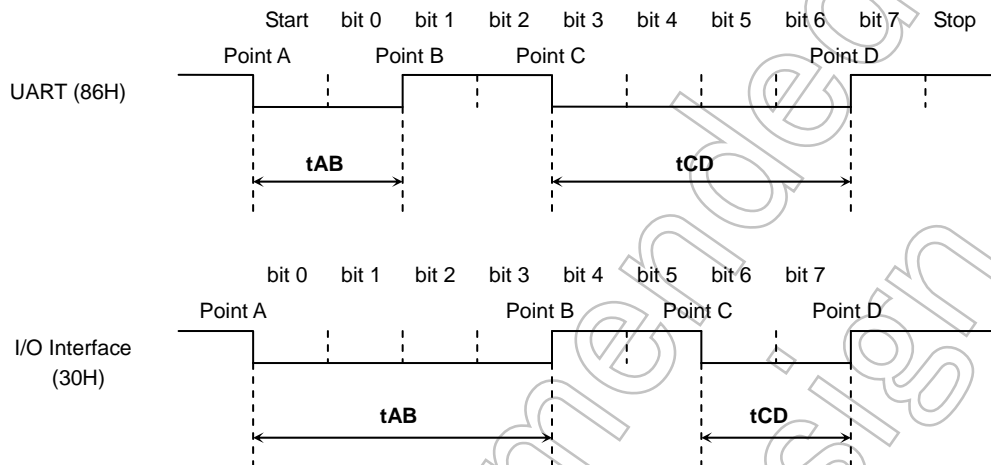 Start bit 0 bit 1 bit 2 bit 3 bit 4 bit 5 bit 6 bit 7 Stop
Point A Point B Point C Point D
UART (86H)
tAB tCD
bit 0 bit 1 bit 2 bit 3 bit 4 bit 5 bit 6 bit 7
Point A Point B Point C Point D
I/O Interface
(30H)
tAB tCD